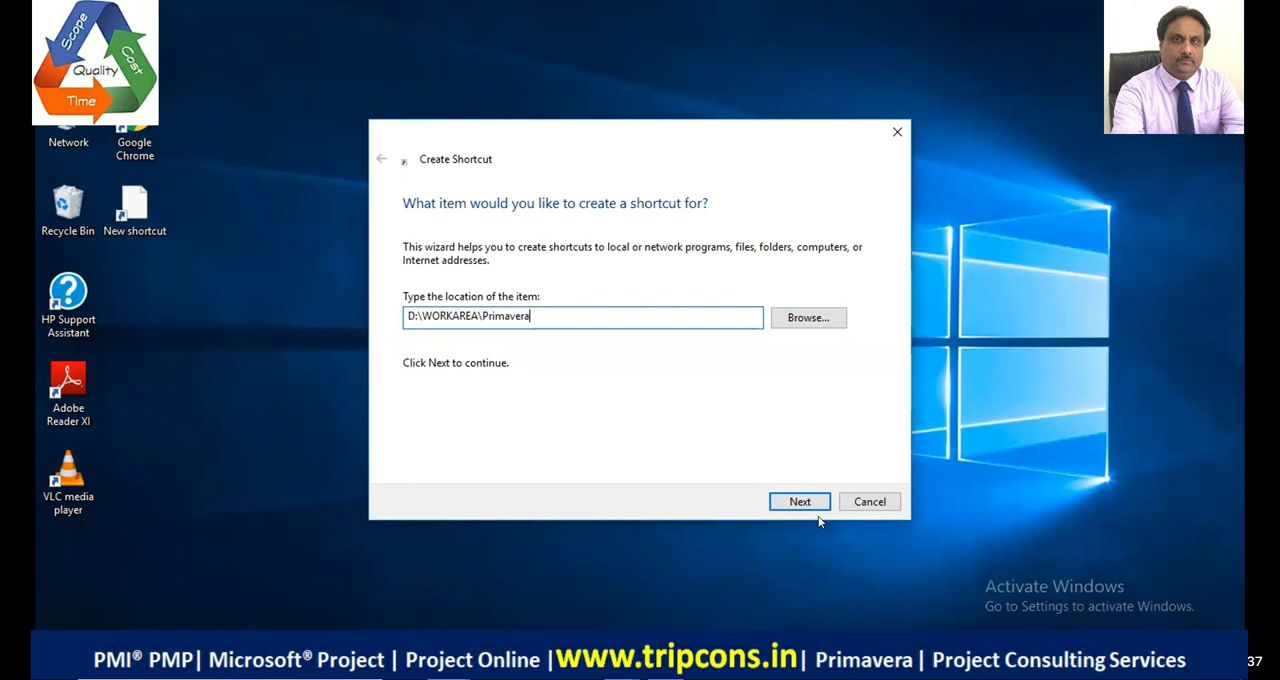 Scope
Cost
Quality
Time
Network
Google
Chrome
Recycle Bin
New shortcut
HP Support
Assistant
Adobe
Reader XI
VLC media
player
Create Shortcut
What item would you like to create a shortcut for?
This wizard helps you to create shortcuts to local or network programs, files, folders, computers, or
Internet addresses.
Type the location of the item:
D:\WORKAREA\Primavera
Browse...
Click Next to continue.
Next
Cancel
Activate Windows
Go to Settings to activate Windows.
PMI® PMP| Microsoft® Project | Project Online |www.tripcons.in| Primavera | Project Consulting Services
37